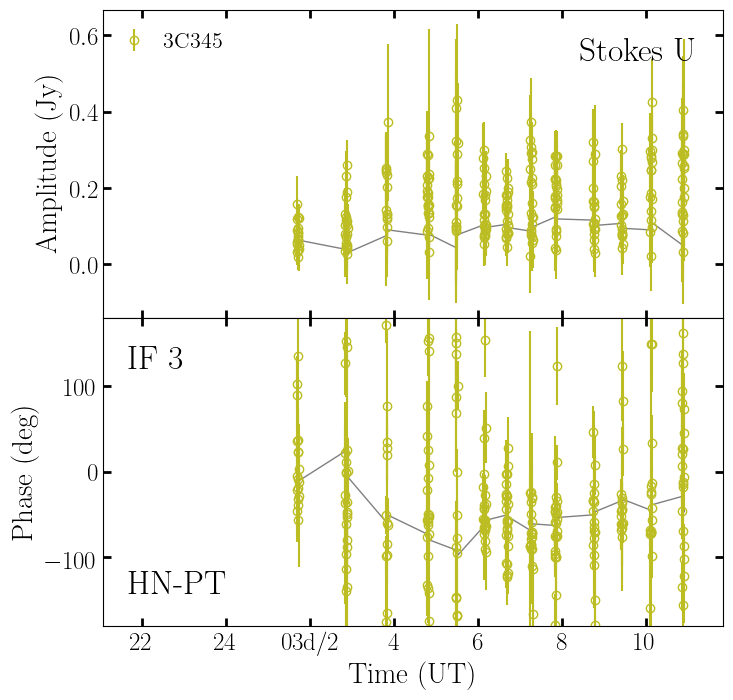 3C345
Stokes U
0.6
0.4
0.2
0.0
Amplitude (Jy)
IF 3
100
0
−100
Phase (deg)
HN-PT
22 24 03d/2 4 6 8 10
Time (UT)